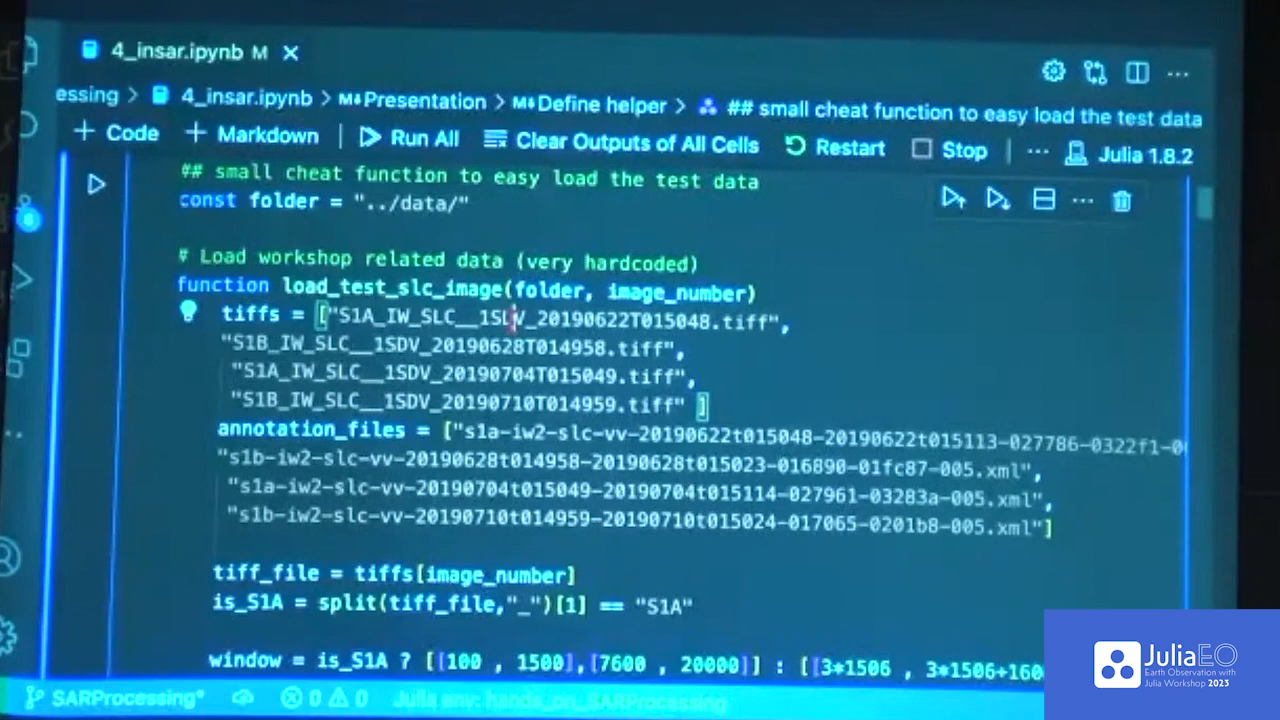 4_insar.ipynb M ×
essing > 4_insar.ipynb > M↓Presentation > M↓Define helper > ## small cheat function to easy load the test data
+ Code + Markdown | Run All Clear Outputs of All Cells Restart Stop | ... Julia 1.8.2
## small cheat function to easy load the test data
const folder = "../data/"
# Load workshop related data (very hardcoded)
function load_test_slc_image(folder, image_number)
tiffs = ["S1A_IW_SLC__1SDV_20190622T015048.tiff",
"S1B_IW_SLC__1SDV_20190628T014958.tiff",
"S1A_IW_SLC__1SDV_20190704T015049.tiff",
"S1B_IW_SLC__1SDV_20190710T014959.tiff" ]
annotation_files = ["s1a-iw2-slc-vv-20190622t015048-20190622t015113-027786-0322f1-0
"s1b-iw2-slc-vv-20190628t014958-20190628t015023-016890-01fc87-005.xml",
"s1a-iw2-slc-vv-20190704t015049-20190704t015114-027961-03283a-005.xml",
"s1b-iw2-slc-vv-20190710t014959-20190710t015024-017065-0201b8-005.xml"]
tiff_file = tiffs[image_number]
is_S1A = split(tiff_file,"_")[1] == "S1A"
window = is_S1A ? [[100 , 1500],[7600 , 20000]] : [[3*1506 , 3*1506+160
SARProcessing* 0 0 Julia env: hands_on_SARProcessing
JuliaEO
Earth Observation with
Julia Workshop 2023